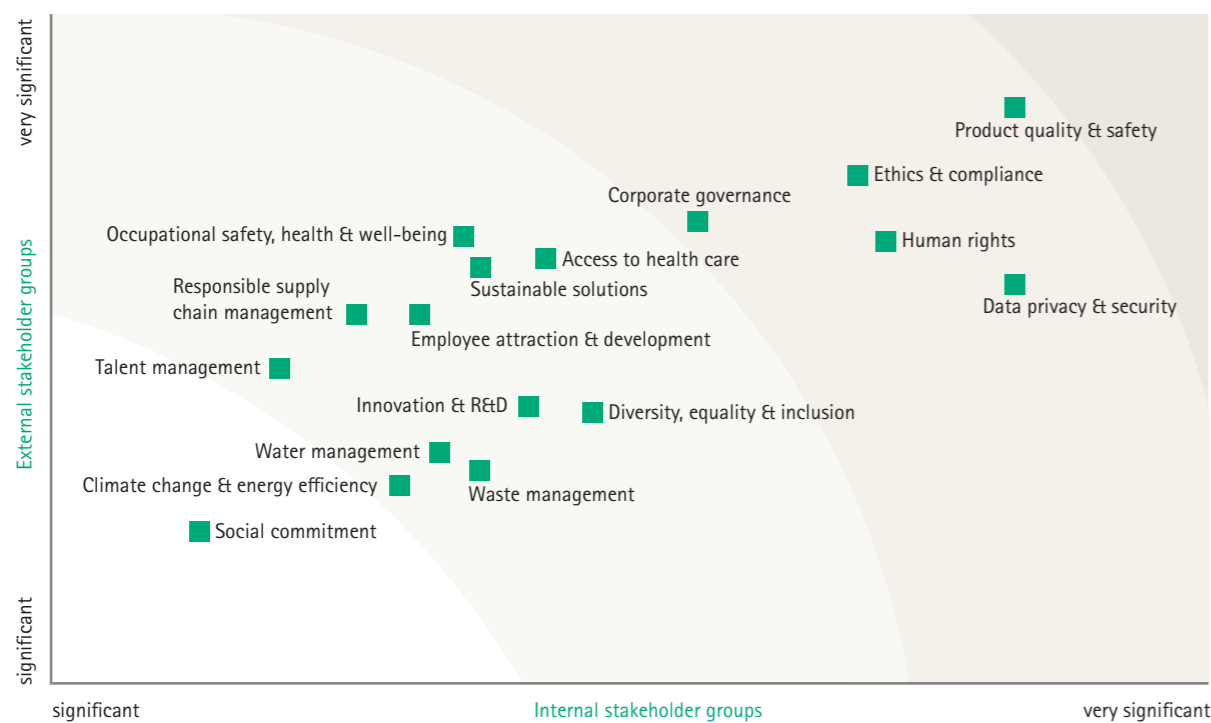 very significant
External stakeholder groups
significant
Product quality & safety
Ethics & compliance
Corporate governance
Occupational safety, health & well-being
Human rights
Access to health care
Sustainable solutions
Responsible supply
chain management
Data privacy & security
Employee attraction & development
Talent management
Innovation & R&D
Diversity, equality & inclusion
Water management
Climate change & energy efficiency
Waste management
Social commitment
significant
Internal stakeholder groups
very significant